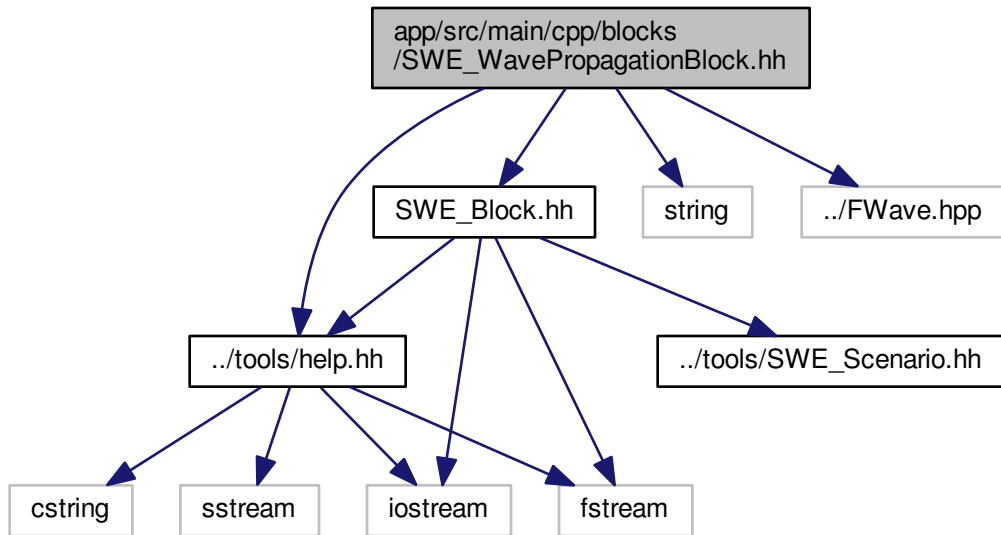 app/src/main/cpp/blocks
/SWE_WavePropagationBlock.hh
SWE_Block.hh
string
../FWave.hpp
../tools/help.hh
../tools/SWE_Scenario.hh
cstring
sstream
iostream
fstream